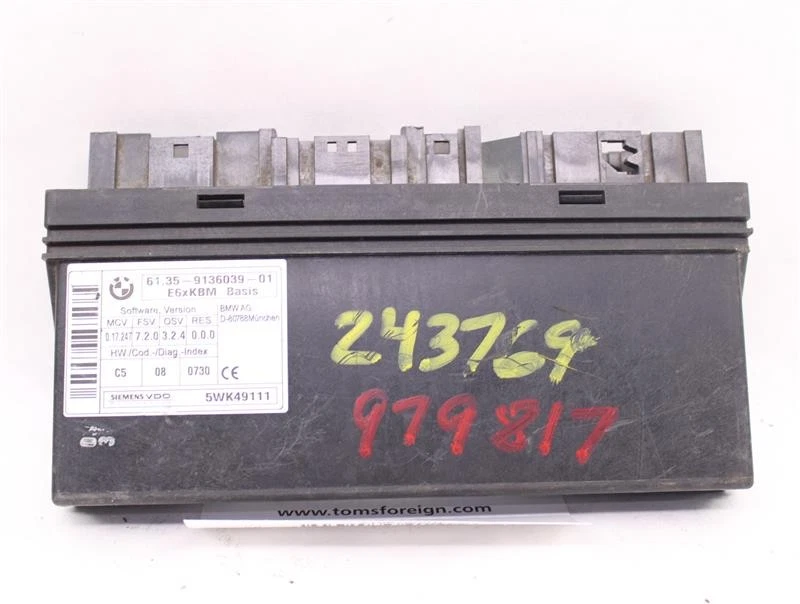 61.35-9136039-01
E6xKBM Basis
Software, Version
MCV FSV OSV RES
0.17.247 7.2.0 3.2.4 0.0.0
BMW AG
D-80788München
HW./Cod.-/Diag.-Index
C5 08 0730 CE
SIEMENS VDO 5WK49111
243769
979817
www.tomsforeign.com